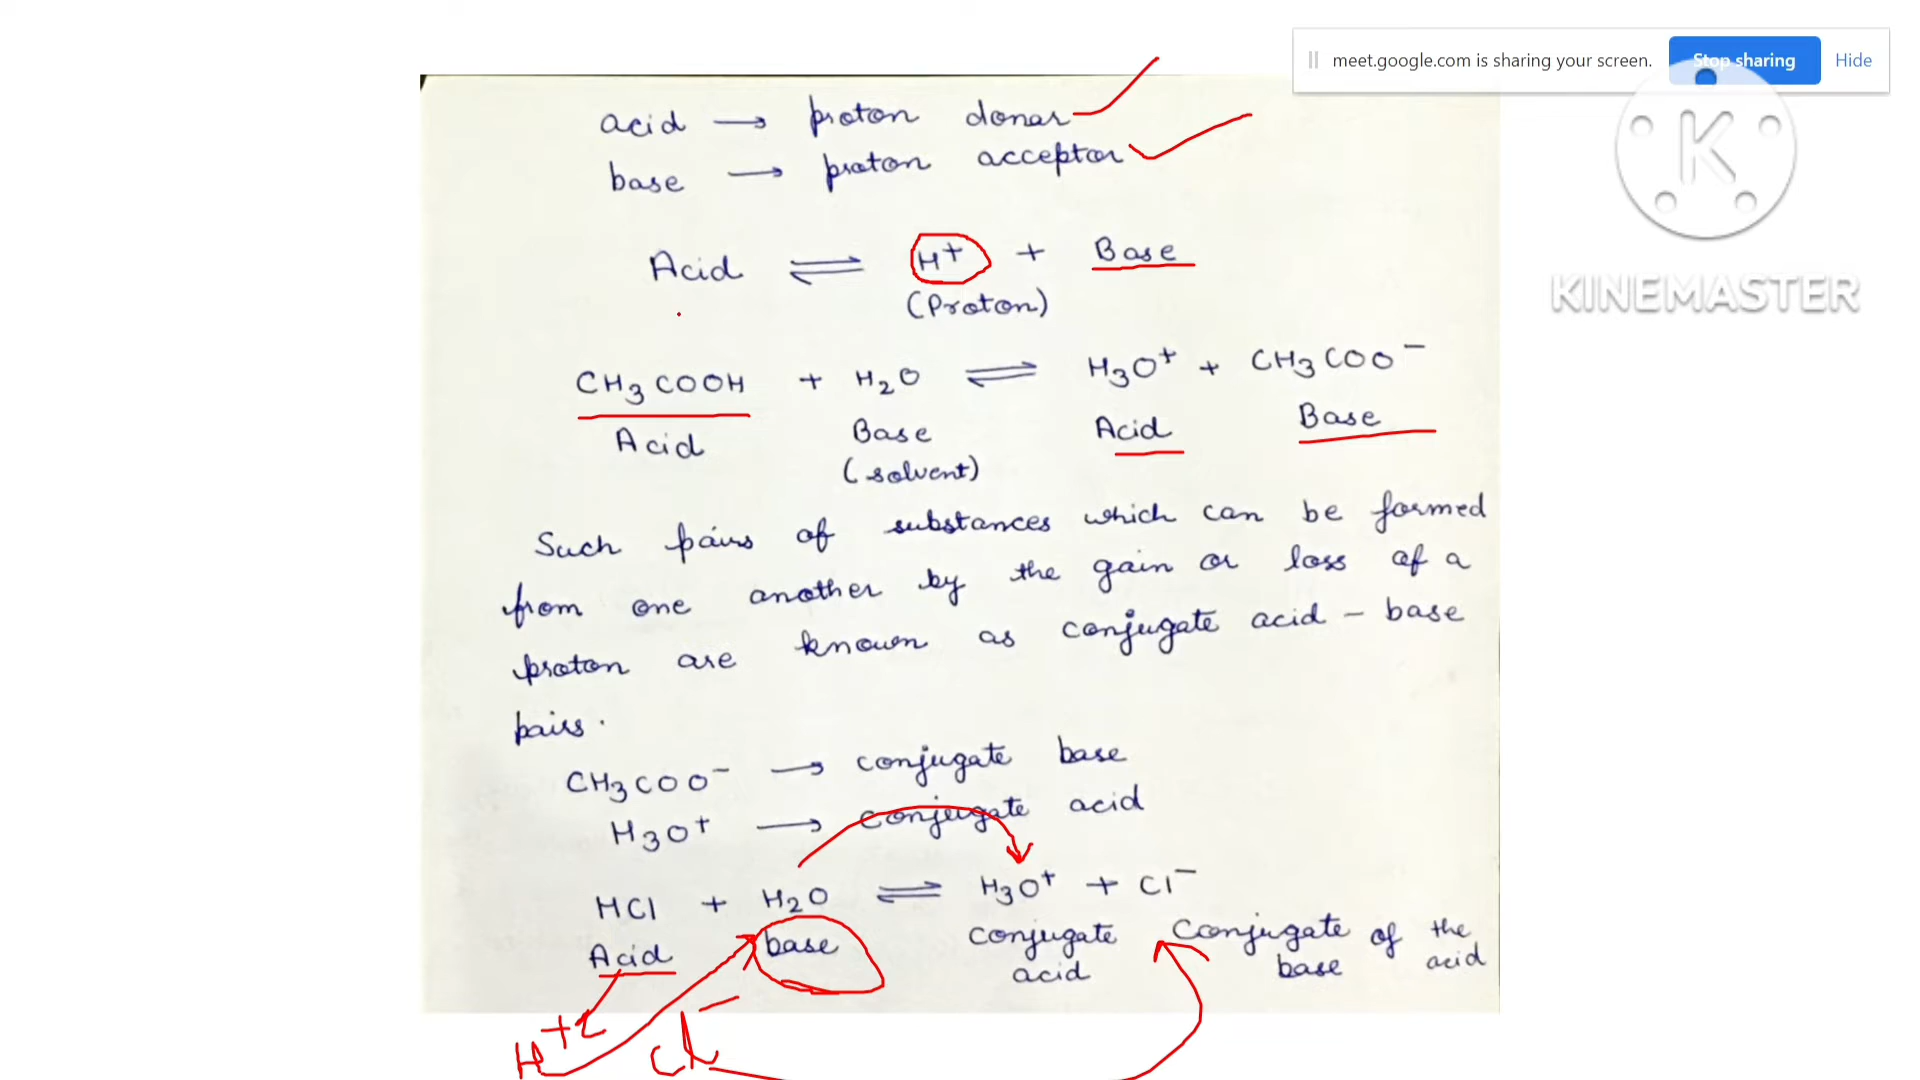 meet.google.com is sharing your screen. Stop sharing Hide
KINEMASTER
acid → proton donar
base → proton acceptor
Acid ⇌ H+ + Base
(Proton)
CH3COOH + H2O ⇌ H3O+ + CH3COO−
Acid Base Acid Base
(solvent)
Such pairs of substances which can be formed
from one another by the gain or loss of a
proton are known as conjugate acid - base
pairs.
CH3COO− → conjugate base
H3O+ → conjugate acid
HCl + H2O ⇌ H3O+ + Cl−
Acid base conjugate acid Conjugate base of the acid
H+ Cl−